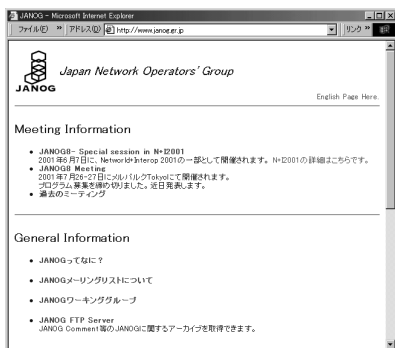 JANOG - Microsoft Internet Explorer
ファイル(F) » アドレス(D) http://www.janog.gr.jp リンク »
JANOG
Japan Network Operators' Group
English Page Here.
Meeting Information
• JANOG8- Special session in N+I2001
2001年6月7日に、Networld+Interop 2001の一部として開催されます。 N+I2001の詳細はこちらです。
• JANOG8 Meeting
2001年7月26-27日にメルパルクTokyoにて開催されます。
プログラム募集を締め切りました。近日発表します。
• 過去のミーティング
General Information
• JANOGってなに？
• JANOGメーリングリストについて
• JANOGワーキンググループ
• JANOG FTP Server
JANOG Comment等のJANOGに関するアーカイブを取得できます。